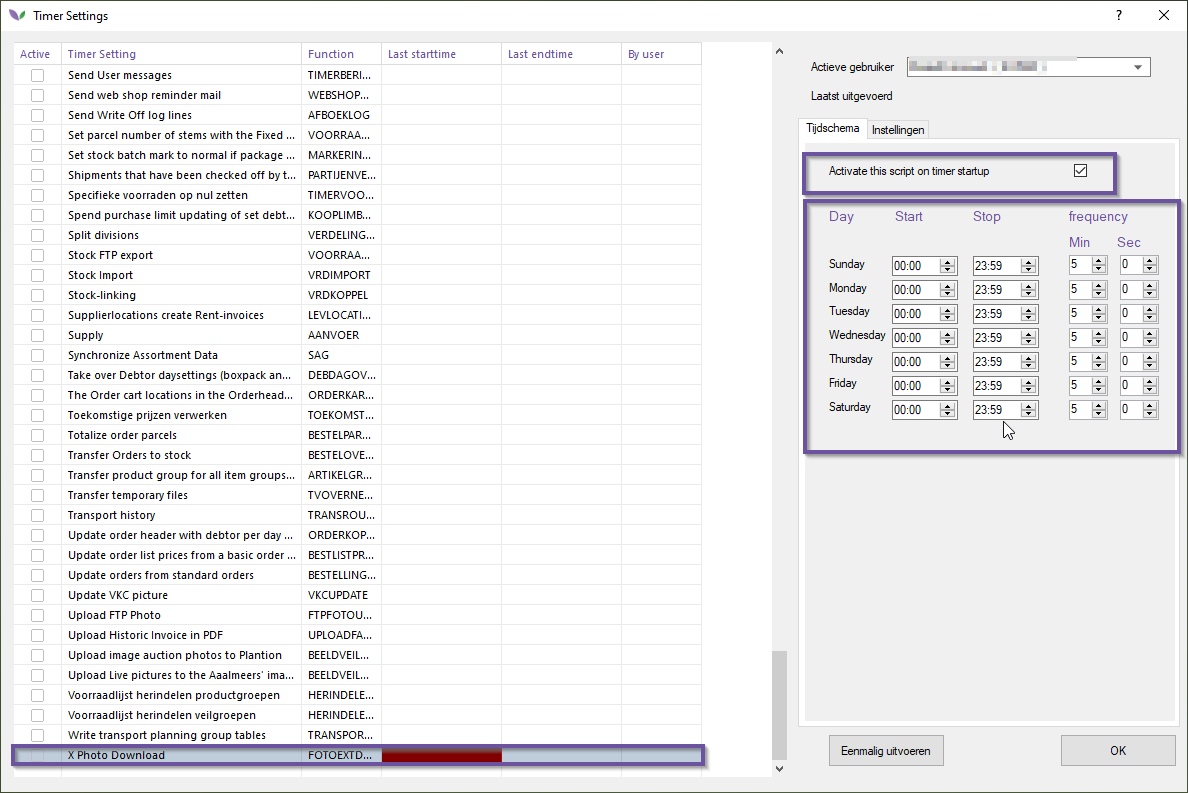 Timer Settings ?
Active Timer Setting Function Last starttime Last endtime By user
Send User messages TIMERBERI...
Send web shop reminder mail WEBSHOP...
Send Write Off log lines AFBOEKLOG
Set parcel number of stems with the Fixed ... VOORRAA...
Set stock batch mark to normal if package ... MARKERIN...
Shipments that have been checked off by t... PARTIJENVE...
Specifieke voorraden op nul zetten TIMERVOO...
Spend purchase limit updating of set debt... KOOPLIMB...
Split divisions VERDELING...
Stock FTP export VOORRAA...
Stock Import VRDIMPORT
Stock-linking VRDKOPPEL
Supplierlocations create Rent-invoices LEVLOCATI...
Supply AANVOER
Synchronize Assortment Data SAG
Take over Debtor daysettings (boxpack an... DEBDAGOV...
The Order cart locations in the Orderhead... ORDERKAR...
Toekomstige prijzen verwerken TOEKOMST...
Totalize order parcels BESTELPAR...
Transfer Orders to stock BESTELOVE...
Transfer product group for all item groups... ARTIKELGR...
Transfer temporary files TVOVERNE...
Transport history TRANSROU...
Update order header with debtor per day ... ORDERKOP...
Update order list prices from a basic order ... BESTLISTPR...
Update orders from standard orders BESTELLING...
Update VKC picture VKCUPDATE
Upload FTP Photo FTPFOTOU...
Upload Historic Invoice in PDF UPLOADFA...
Upload image auction photos to Plantion BEELDVEIL...
Upload Live pictures to the Aaalmeers' ima... BEELDVEIL...
Voorraadlijst herindelen productgroepen HERINDELE...
Voorraadlijst herindelen veilgroepen HERINDELE...
Write transport planning group tables TRANSPOR...
X Photo Download FOTOEXTD...
Actieve gebruiker
Laatst uitgevoerd
Tijdschema Instellingen
Activate this script on timer startup
Day Start Stop frequency
Min Sec
Sunday 00:00 23:59 5 0
Monday 00:00 23:59 5 0
Tuesday 00:00 23:59 5 0
Wednesday 00:00 23:59 5 0
Thursday 00:00 23:59 5 0
Friday 00:00 23:59 5 0
Saturday 00:00 23:59 5 0
Eenmalig uitvoeren OK